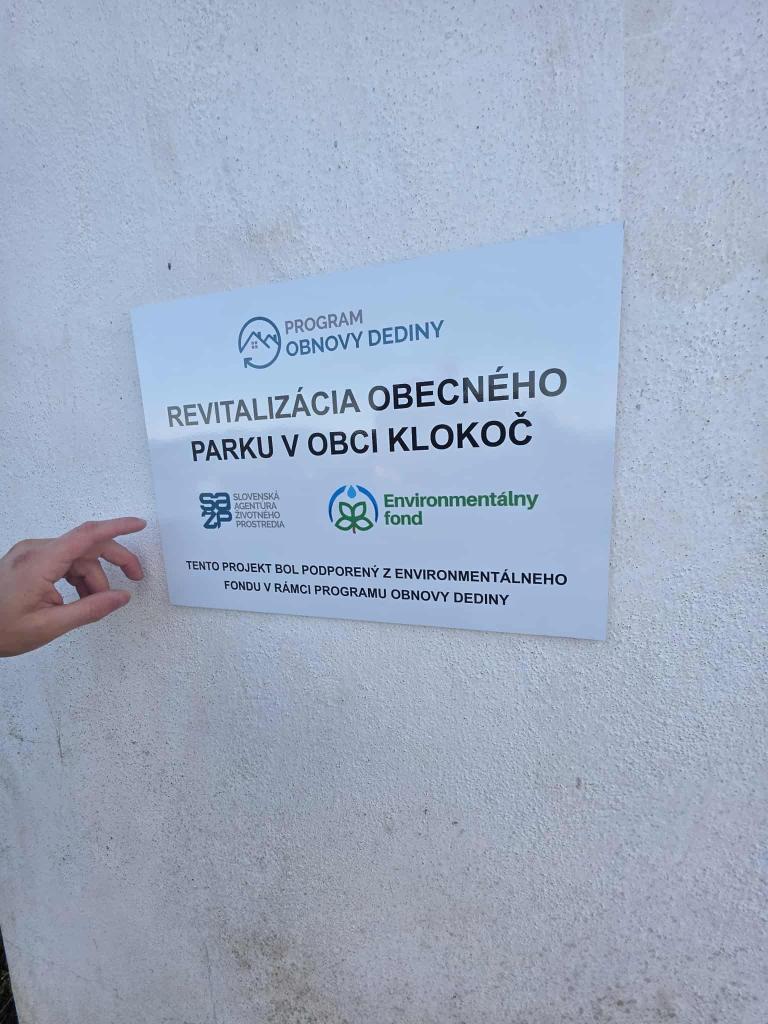 PROGRAM
OBNOVY DEDINY
REVITALIZÁCIA OBECNÉHO
PARKU V OBCI KLOKOČ
SAŽP
SLOVENSKÁ
AGENTÚRA
ŽIVOTNÉHO
PROSTREDIA
Environmentálny
fond
TENTO PROJEKT BOL PODPORENÝ Z ENVIRONMENTÁLNEHO
FONDU V RÁMCI PROGRAMU OBNOVY DEDINY